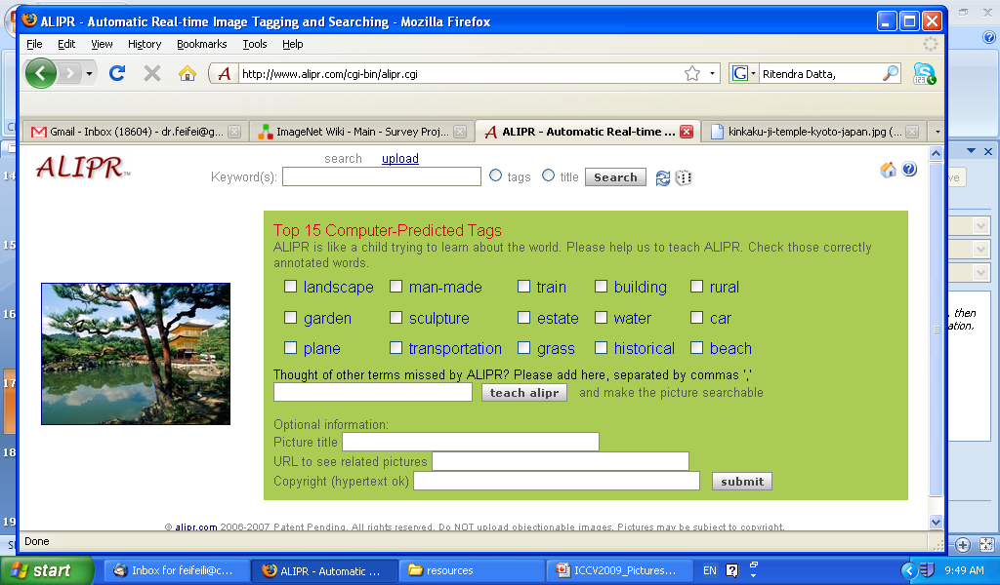 ALIPR - Automatic Real-time Image Tagging and Searching - Mozilla Firefox
File Edit View History Bookmarks Tools Help
http://www.alipr.com/cgi-bin/alipr.cgi
Ritendra Datta,
Gmail - Inbox (18604) - dr.feifei@g...
ImageNet Wiki - Main - Survey Proj...
ALIPR - Automatic Real-time ...
kinkaku-ji-temple-kyoto-japan.jpg (...
ALIPR™
search upload
Keyword(s): tags title Search
Top 15 Computer-Predicted Tags
ALIPR is like a child trying to learn about the world. Please help us to teach ALIPR. Check those correctly
annotated words.
landscape man-made train building rural
garden sculpture estate water car
plane transportation grass historical beach
Thought of other terms missed by ALIPR? Please add here, separated by commas ','
teach alipr and make the picture searchable
Optional information:
Picture title
URL to see related pictures
Copyright (hypertext ok) submit
© alipr.com 2006-2007 Patent Pending. All rights reserved. Do NOT upload objectionable images. Pictures may be subject to copyright.
Done
14
15
16
17
18
19
, then
start
Inbox for feifeili@c...
ALIPR - Automatic ...
resources
ICCV2009_Pictures...
EN
9:49 AM